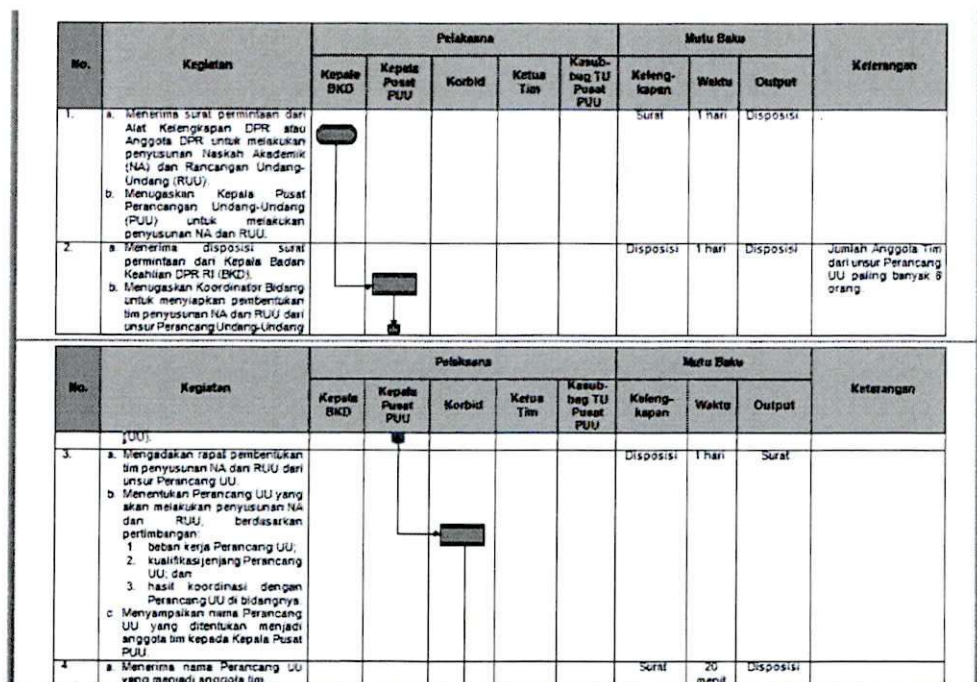 No.
Kegiatan
Pelaksana
Mutu Baku
Keterangan
Kepala BKD
Kepala Pusat PUU
Korbid
Ketua Tim
Kasub-bag TU Pusat PUU
Keleng-kapan
Waktu
Output
1.
a. Menerima surat permintaan dari
Alat Kelengkapan DPR atau
Anggota DPR untuk melakukan
penyusunan Naskah Akademik
(NA) dan Rancangan Undang-
Undang (RUU).
b. Menugaskan Kepala Pusat
Perancangan Undang-Undang
(PUU) untuk melakukan
penyusunan NA dan RUU.
Surat
1 hari
Disposisi
2.
a. Menerima disposisi surat
permintaan dari Kepala Badan
Keahlian DPR RI (BKD).
b. Menugaskan Koordinator Bidang
untuk menyiapkan pembentukan
tim penyusunan NA dan RUU dari
unsur Perancang Undang-Undang
Disposisi
1 hari
Disposisi
Jumlah Anggota Tim
dari unsur Perancang
UU paling banyak 6
orang.
No.
Kegiatan
Pelaksana
Mutu Baku
Keterangan
Kepala BKD
Kepala Pusat PUU
Korbid
Ketua Tim
Kasub-bag TU Pusat PUU
Keleng-kapan
Waktu
Output
(UU).
3.
a. Mengadakan rapat pembentukan
tim penyusunan NA dan RUU dari
unsur Perancang UU.
b. Menentukan Perancang UU yang
akan melakukan penyusunan NA
dan RUU, berdasarkan
pertimbangan:
1. beban kerja Perancang UU;
2. kualifikasi jenjang Perancang
UU; dan
3. hasil koordinasi dengan
Perancang UU di bidangnya.
c. Menyampaikan nama Perancang
UU yang ditentukan menjadi
anggota tim kepada Kepala Pusat
PUU.
Disposisi
1 hari
Surat
4.
a. Menerima nama Perancang UU
yang menjadi anggota tim
Surat
20
menit
Disposisi